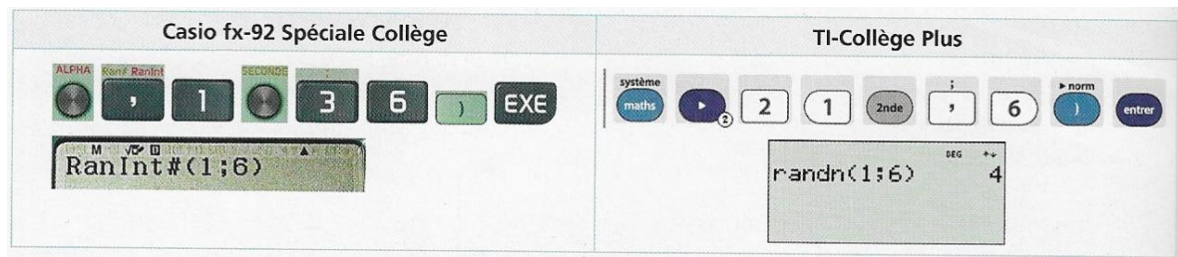 Casio fx-92 Spéciale Collège
ALPHA Ran# RanInt SECONDE ;
, 1 3 6 ) EXE
M
RanInt#(1;6)
TI-Collège Plus
système ; ▸ norm
maths ▸ 2 2 1 2nde , 6 ) entrer
DEG
randn(1;6) 4